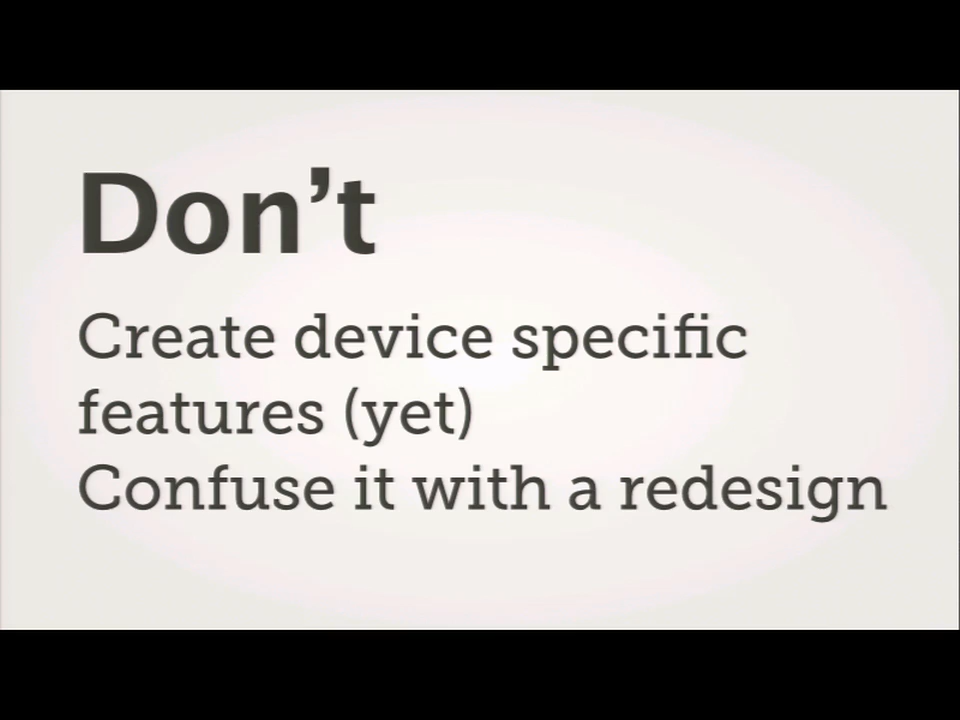 Don’t
Create device specific
features (yet)
Confuse it with a redesign